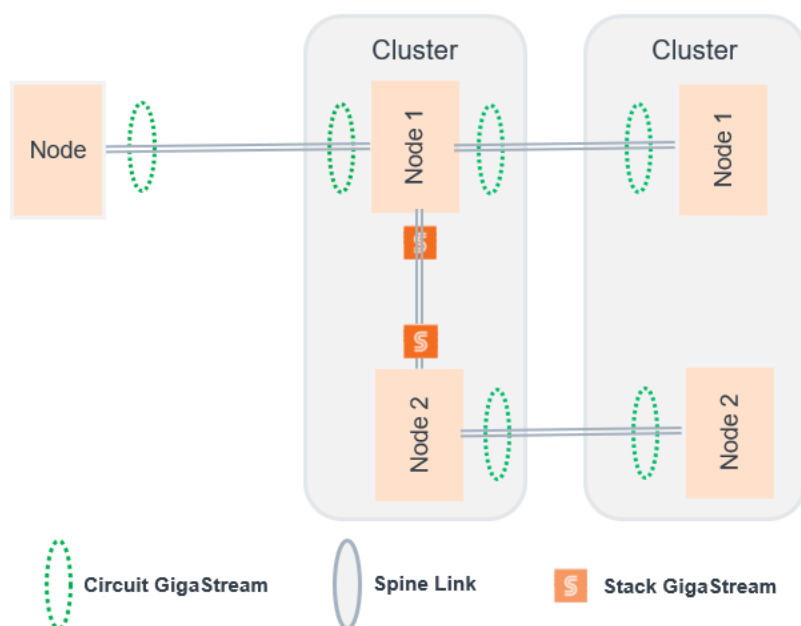 Cluster
Cluster
Node
Node 1
Node 1
S
S
Node 2
Node 2
Circuit GigaStream
Spine Link
S
Stack GigaStream